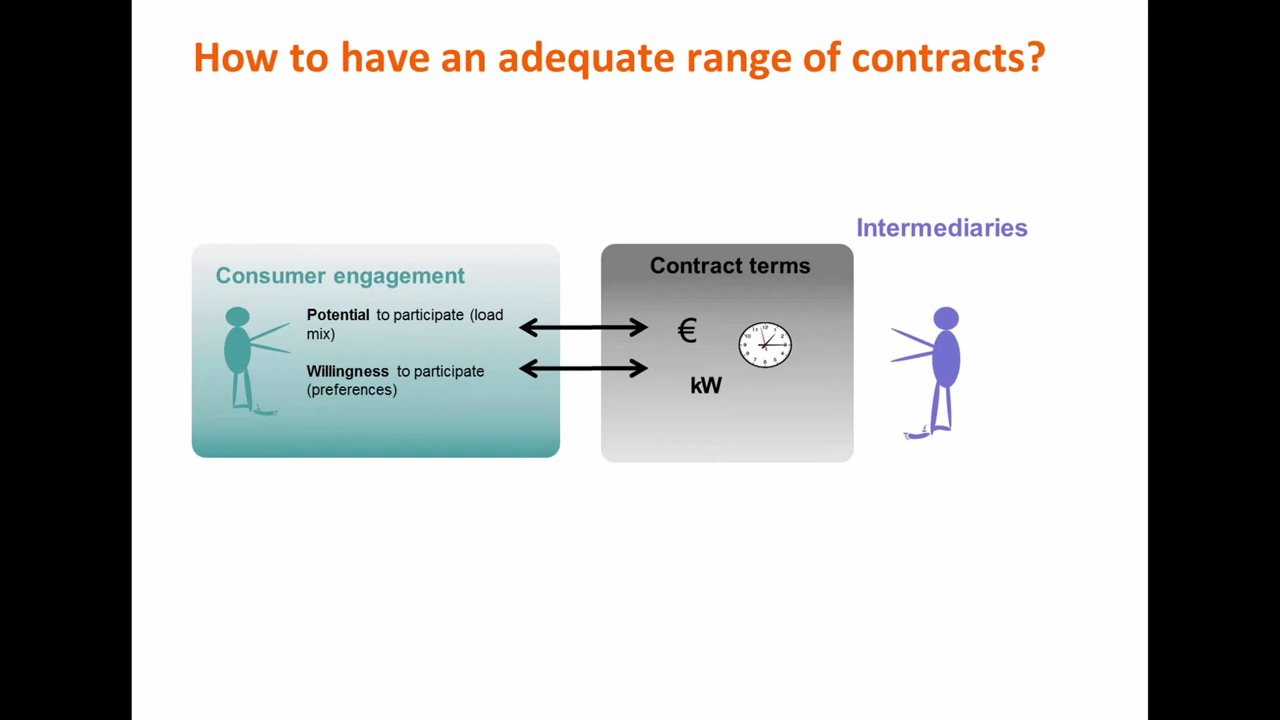 How to have an adequate range of contracts?
Intermediaries
Consumer engagement
Potential to participate (load
mix)
Willingness to participate
(preferences)
Contract terms
€
kW